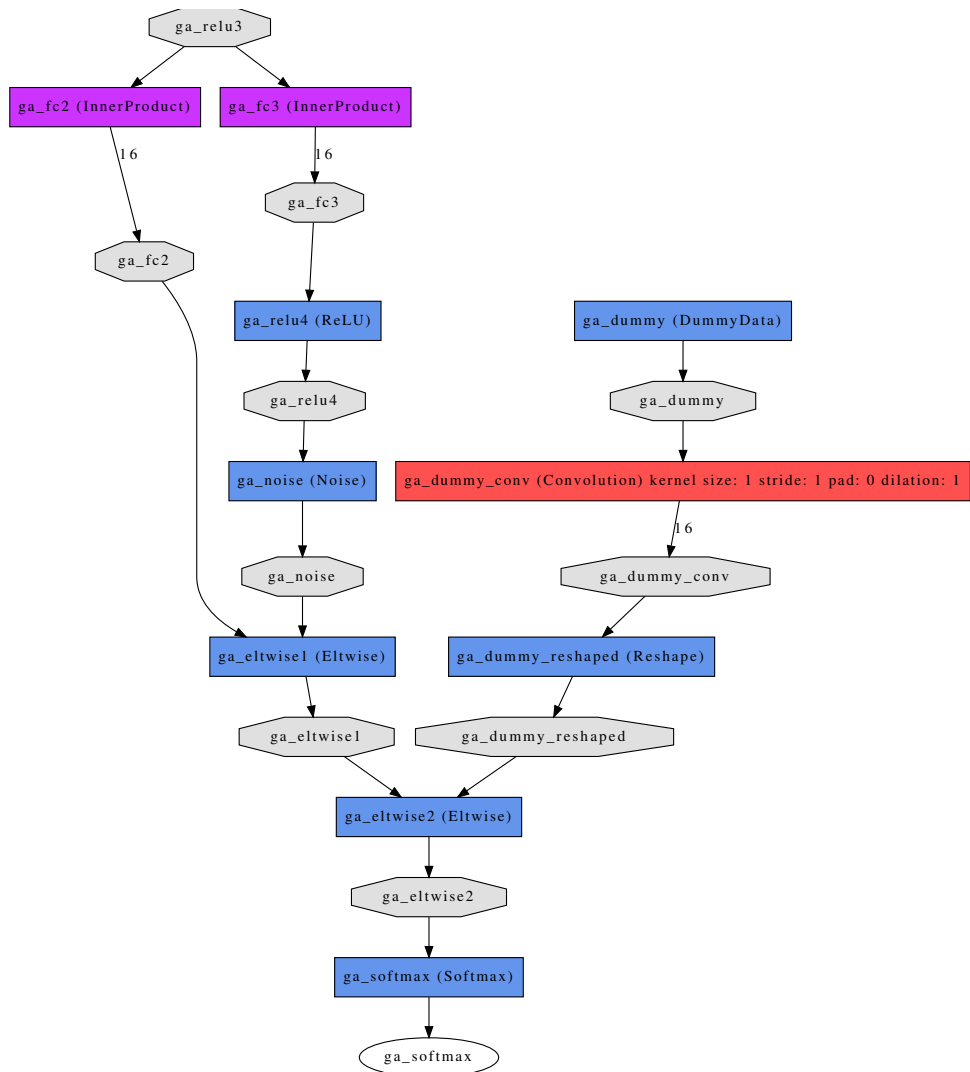 ga_relu3
ga_fc2 (InnerProduct)
ga_fc3 (InnerProduct)
16
16
ga_fc3
ga_fc2
ga_relu4 (ReLU)
ga_dummy (DummyData)
ga_relu4
ga_dummy
ga_noise (Noise)
ga_dummy_conv (Convolution) kernel size: 1 stride: 1 pad: 0 dilation: 1
16
ga_noise
ga_dummy_conv
ga_eltwise1 (Eltwise)
ga_dummy_reshaped (Reshape)
ga_eltwise1
ga_dummy_reshaped
ga_eltwise2 (Eltwise)
ga_eltwise2
ga_softmax (Softmax)
ga_softmax